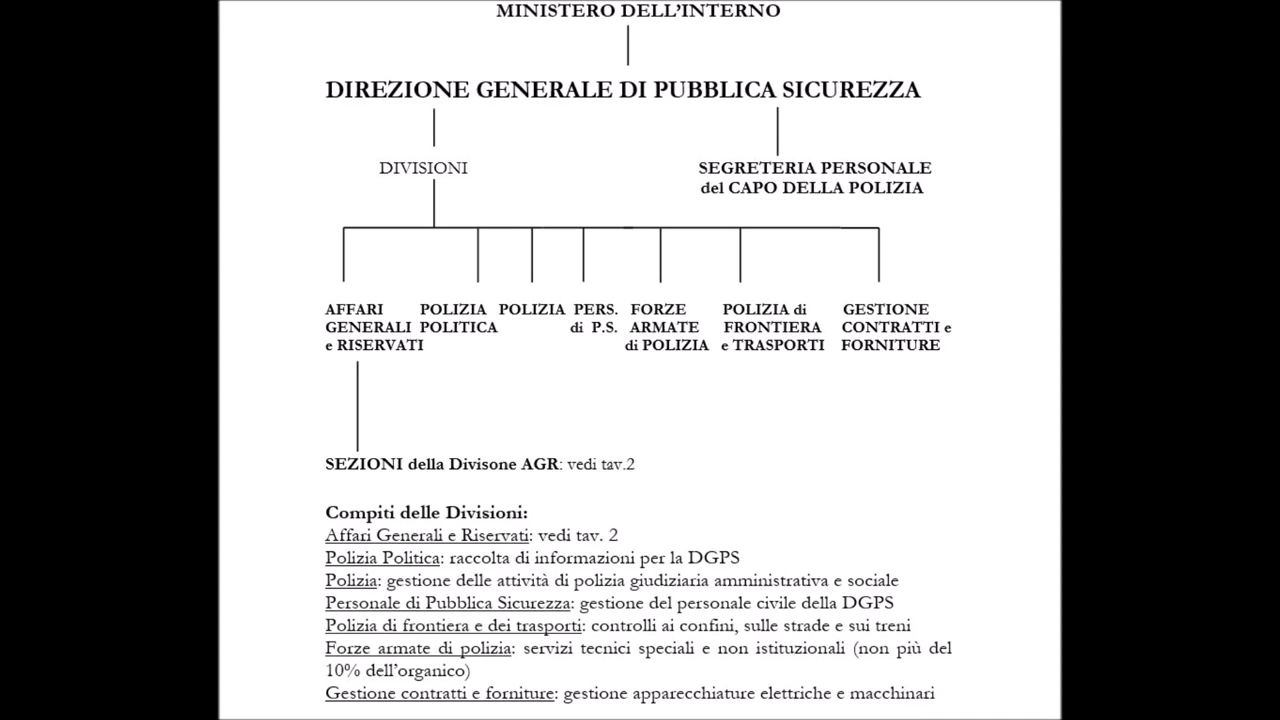 MINISTERO DELL'INTERNO
DIREZIONE GENERALE DI PUBBLICA SICUREZZA
DIVISIONI
SEGRETERIA PERSONALE
del CAPO DELLA POLIZIA
AFFARI
GENERALI
e RISERVATI
POLIZIA
POLITICA
POLIZIA
PERS.
di P.S.
FORZE
ARMATE
di POLIZIA
POLIZIA di
FRONTIERA
e TRASPORTI
GESTIONE
CONTRATTI e
FORNITURE
SEZIONI della Divisone AGR: vedi tav.2
Compiti delle Divisioni:
Affari Generali e Riservati: vedi tav. 2
Polizia Politica: raccolta di informazioni per la DGPS
Polizia: gestione delle attività di polizia giudiziaria amministrativa e sociale
Personale di Pubblica Sicurezza: gestione del personale civile della DGPS
Polizia di frontiera e dei trasporti: controlli ai confini, sulle strade e sui treni
Forze armate di polizia: servizi tecnici speciali e non istituzionali (non più del
10% dell'organico)
Gestione contratti e forniture: gestione apparecchiature elettriche e macchinari